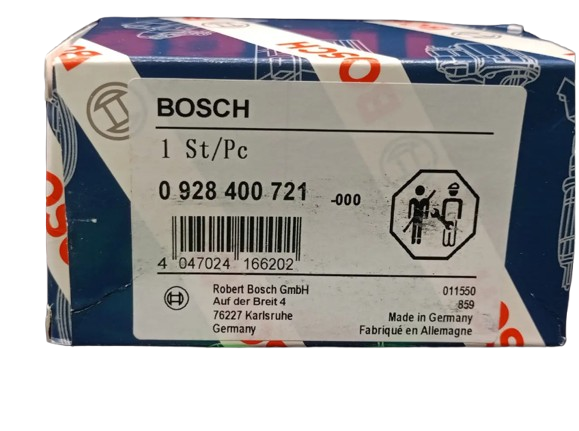 BOSCH
BOSCH
1 St/Pc
0 928 400 721 -000
4 047024 166202
Robert Bosch GmbH
Auf der Breit 4
76227 Karlsruhe
Germany
011550
859
Made in Germany
Fabriqué en Allemagne